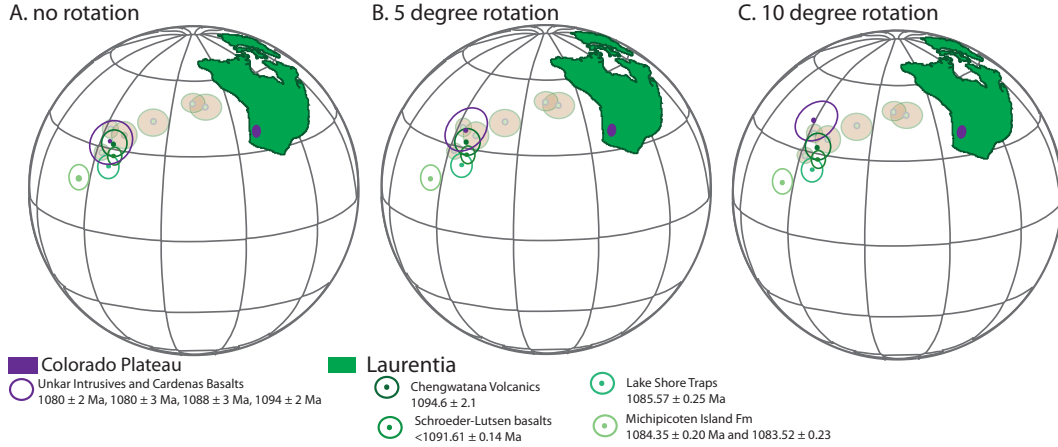 A. no rotation
B. 5 degree rotation
C. 10 degree rotation
Colorado Plateau
Unkar Intrusives and Cardenas Basalts
1080 ± 2 Ma, 1080 ± 3 Ma, 1088 ± 3 Ma, 1094 ± 2 Ma
Laurentia
Chengwatana Volcanics
1094.6 ± 2.1
Schroeder-Lutsen basalts
<1091.61 ± 0.14 Ma
Lake Shore Traps
1085.57 ± 0.25 Ma
Michipicoten Island Fm
1084.35 ± 0.20 Ma and 1083.52 ± 0.23